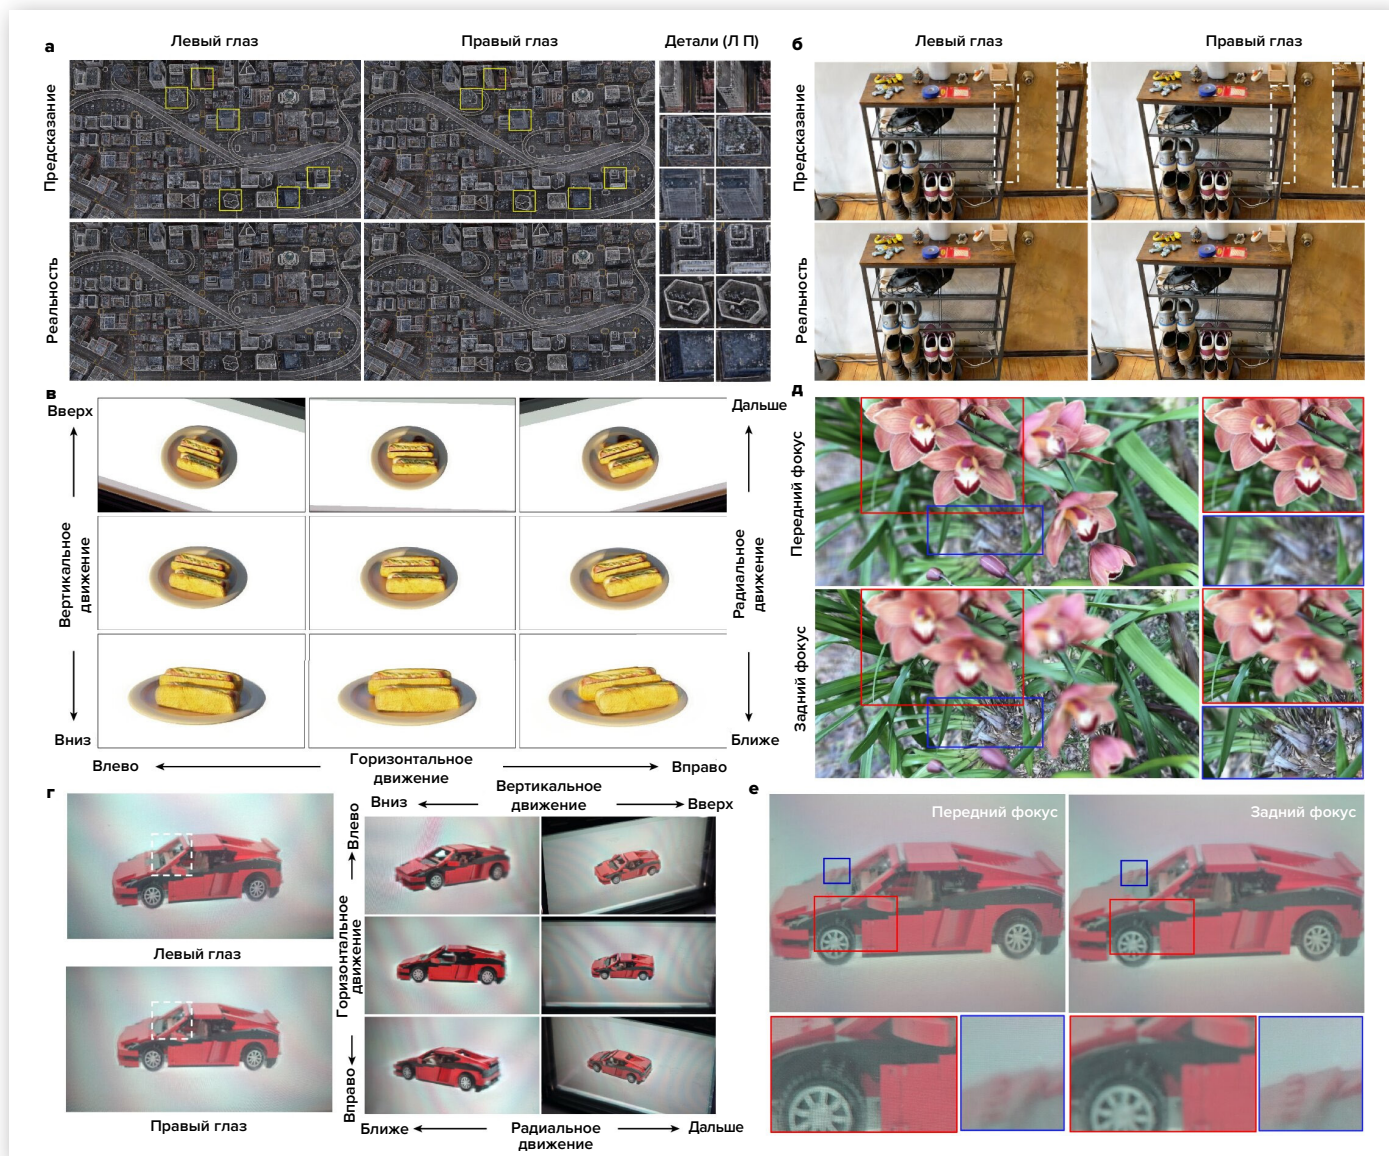 а
Левый глаз
Правый глаз
Детали (Л П)
Предсказание
Реальность
б
Левый глаз
Правый глаз
Предсказание
Реальность
в
Вверх
Вертикальное
движение
Вниз
Дальше
Радиальное
движение
Ближе
Влево
Горизонтальное
движение
Вправо
д
Передний фокус
Задний фокус
г
Левый глаз
Правый глаз
Вниз
Вертикальное
движение
Вверх
Влево
Горизонтальное
движение
Вправо
Ближе
Радиальное
движение
Дальше
е
Передний фокус
Задний фокус